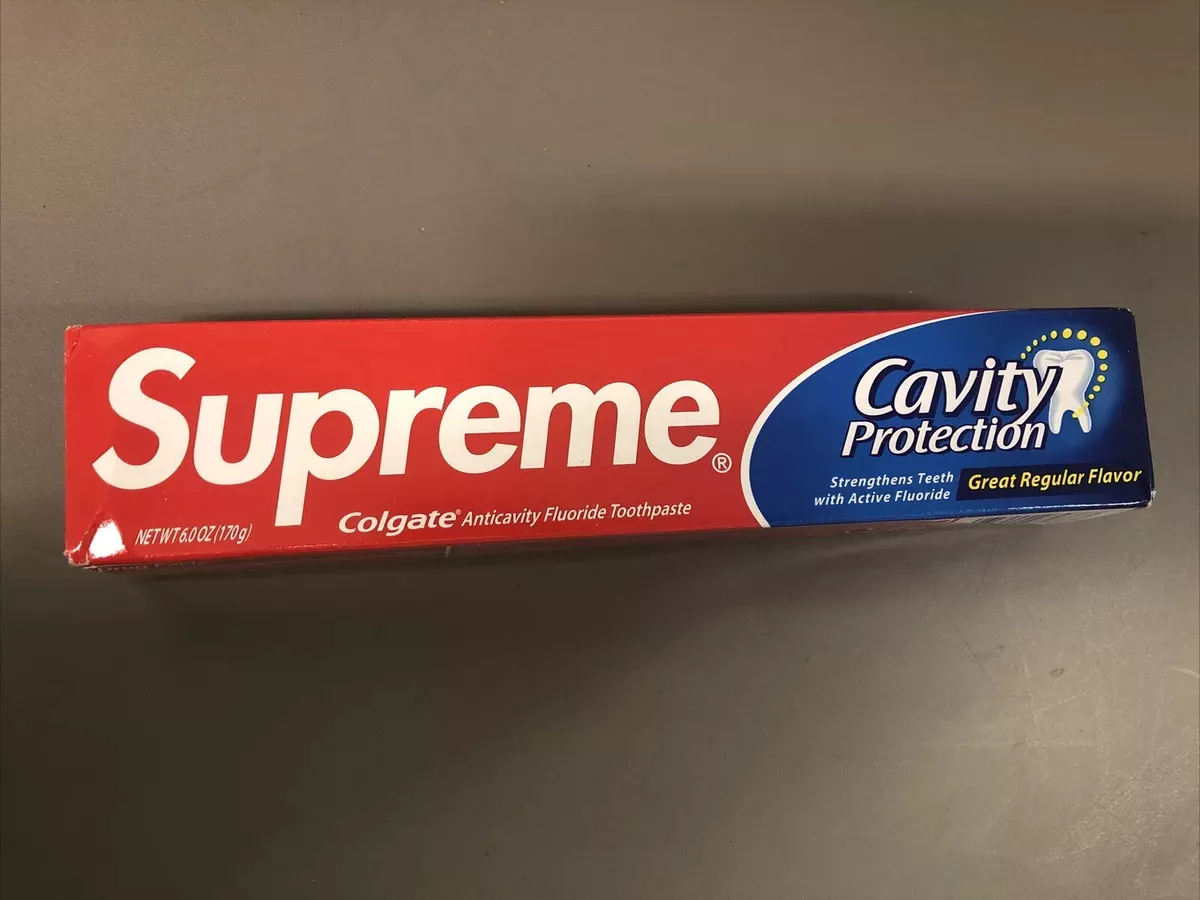 Supreme®
NET WT 6.0 OZ (170g)
Colgate® Anticavity Fluoride Toothpaste
Cavity
Protection
Strengthens Teeth
with Active Fluoride
Great Regular Flavor